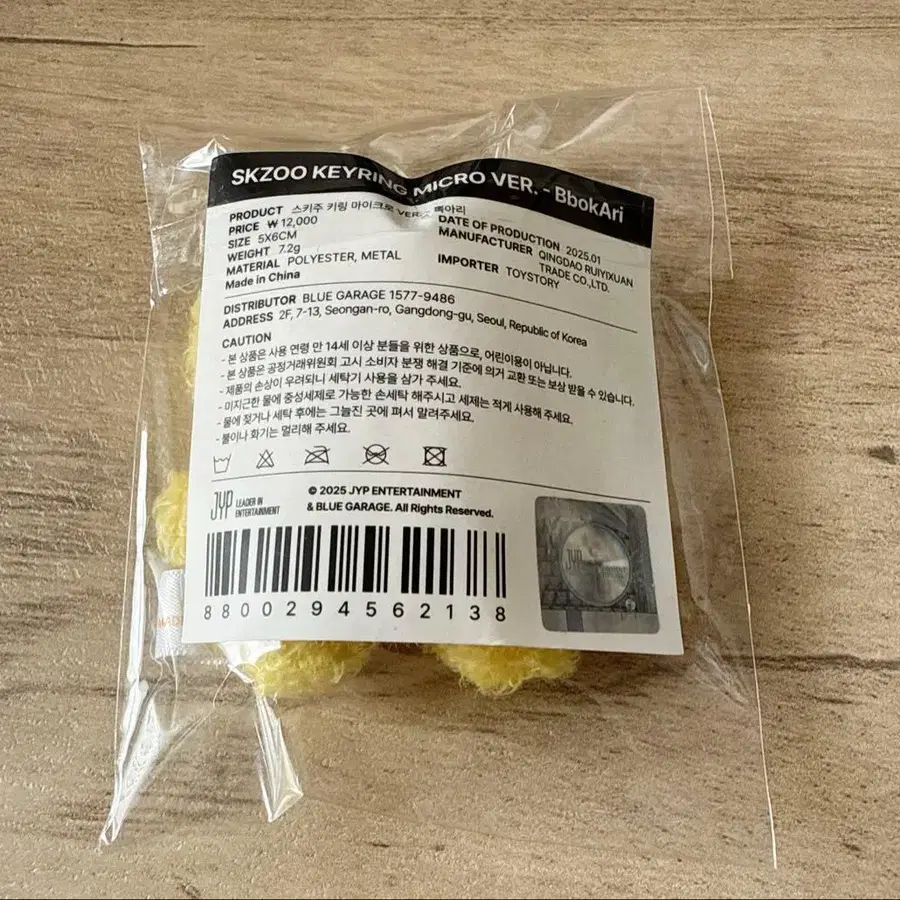 SKZOO KEYRING MICRO VER. - BbokAri
PRODUCT 스키주 키링 마이크로 VER. 뽁아리
PRICE ₩ 12,000
SIZE 5X6CM
WEIGHT 7.2g
MATERIAL POLYESTER, METAL
Made in China
DATE OF PRODUCTION 2025.01
MANUFACTURER QINGDAO RUIYIXUAN
TRADE CO.,LTD.
IMPORTER TOYSTORY
DISTRIBUTOR BLUE GARAGE 1577-9486
ADDRESS 2F, 7-13, Seongan-ro, Gangdong-gu, Seoul, Republic of Korea
CAUTION
- 본 상품은 사용 연령 만 14세 이상 분들을 위한 상품으로, 어린이용이 아닙니다.
- 본 상품은 공정거래위원회 고시 소비자 분쟁 해결 기준에 의거 교환 또는 보상 받을 수 있습니다.
- 제품의 손상이 우려되니 세탁기 사용을 삼가 주세요.
- 미지근한 물에 중성세제로 가능한 손세탁 해주시고 세제는 적게 사용해 주세요.
- 물에 젖거나 세탁 후에는 그늘진 곳에 펴서 말려주세요.
- 불이나 화기는 멀리해 주세요.
JYP LEADER IN
ENTERTAINMENT
© 2025 JYP ENTERTAINMENT
& BLUE GARAGE. All Rights Reserved.
8800294562138
JYP
MADE